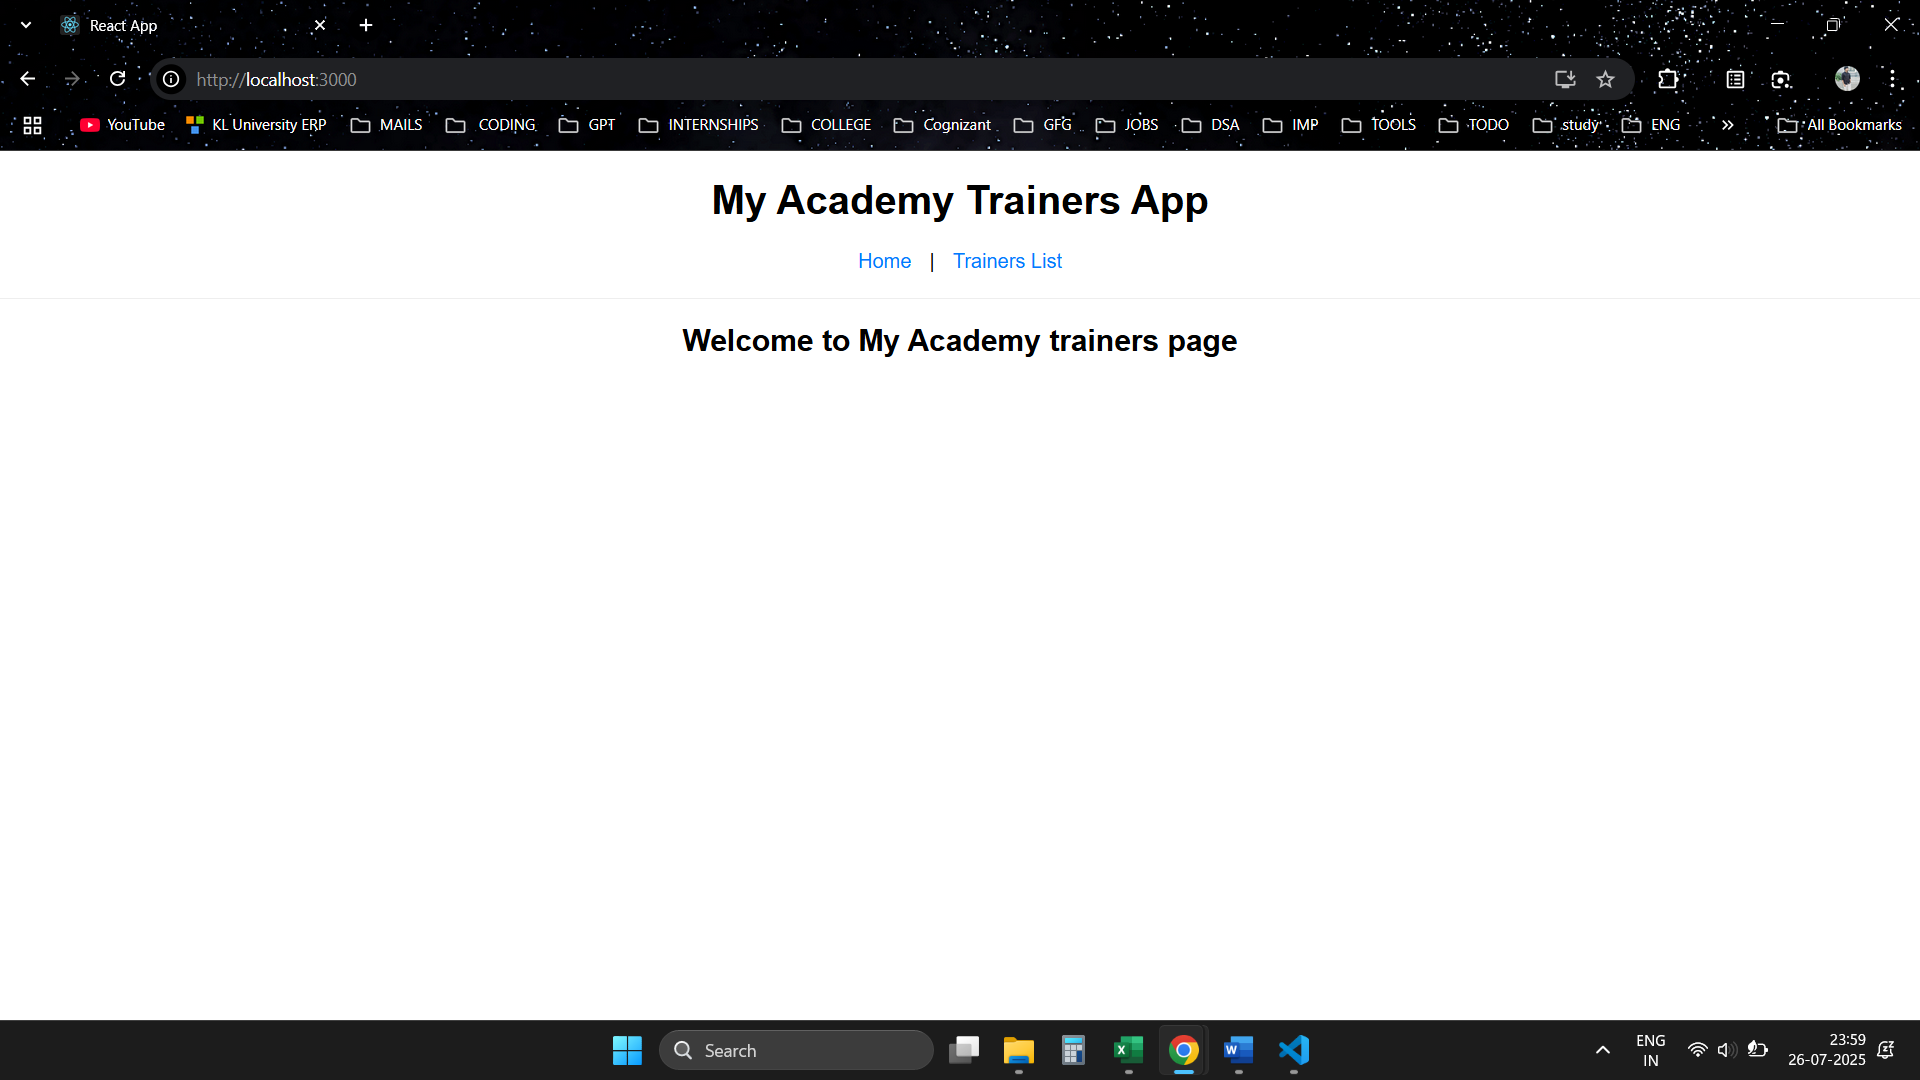 React App
http://localhost:3000
YouTube KL University ERP MAILS CODING GPT INTERNSHIPS COLLEGE Cognizant GFG JOBS DSA IMP TOOLS TODO study ENG » All Bookmarks
My Academy Trainers App
Home | Trainers List
Welcome to My Academy trainers page
Search
ENG
IN
23:59
26-07-2025